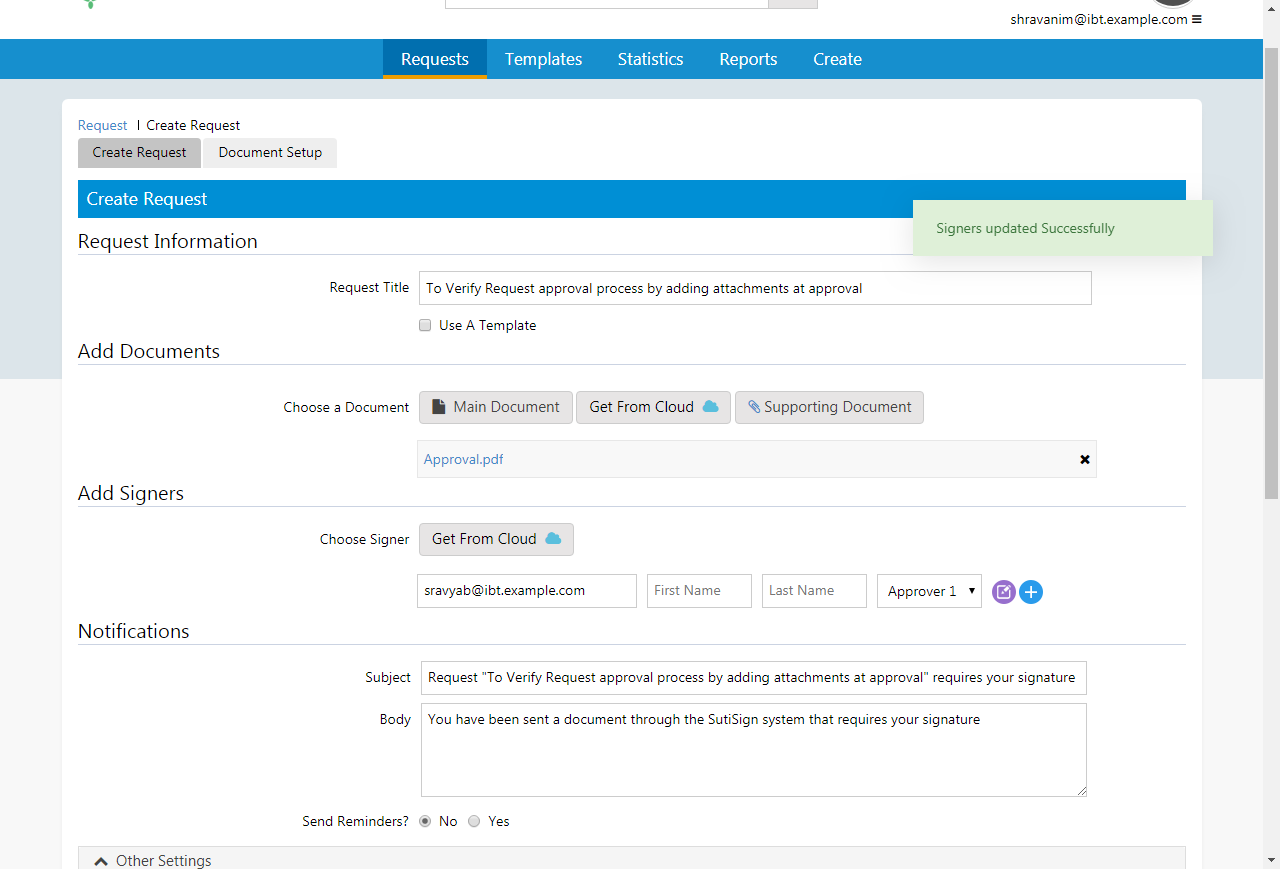 shravanim@ibt.example.com
Requests Templates Statistics Reports Create
Request | Create Request
Create Request Document Setup
Create Request
Signers updated Successfully
Request Information
Request Title To Verify Request approval process by adding attachments at approval
Use A Template
Add Documents
Choose a Document Main Document Get From Cloud Supporting Document
Approval.pdf
Add Signers
Choose Signer Get From Cloud
sravyab@ibt.example.com First Name Last Name Approver 1
Notifications
Subject Request "To Verify Request approval process by adding attachments at approval" requires your signature
Body You have been sent a document through the SutiSign system that requires your signature
Send Reminders? No Yes
Other Settings